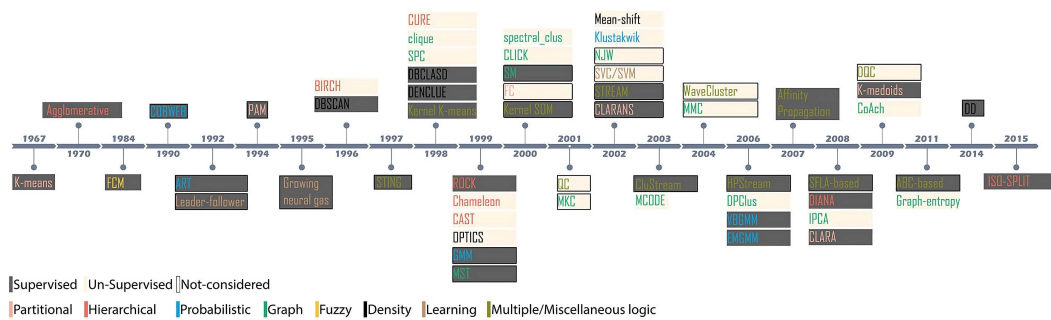 CURE
clique
SPC
DBCLASD
DENCLUE
Kernel K-means
spectral_clus
CLICK
SM
FC
Kernel SOM
Mean-shift
Klustakwik
NJW
SVC/SVM
STREAM
CLARANS
BIRCH
DBSCAN
WaveCluster
MMC
Affinity
Propagation
DQC
K-medoids
CoAch
Agglomerative
COBWEB
PAM
DD
1967 1984 1992 1995 1997 1999 2001 2003 2006 2008 2011 2015
1970 1990 1994 1996 1998 2000 2002 2004 2007 2009 2014
K-means
FCM
ART
Leader-follower
Growing
neural gas
STING
ROCK
Chameleon
CAST
OPTICS
GMM
MST
QC
MKC
CluStream
MCODE
HPStream
DPClus
VBGMM
EMGMM
SFLA-based
DIANA
IPCA
CLARA
ABC-based
Graph-entropy
ISO-SPLIT
Supervised Un-Supervised Not-considered
Partitional Hierarchical Probabilistic Graph Fuzzy Density Learning Multiple/Miscellaneous logic